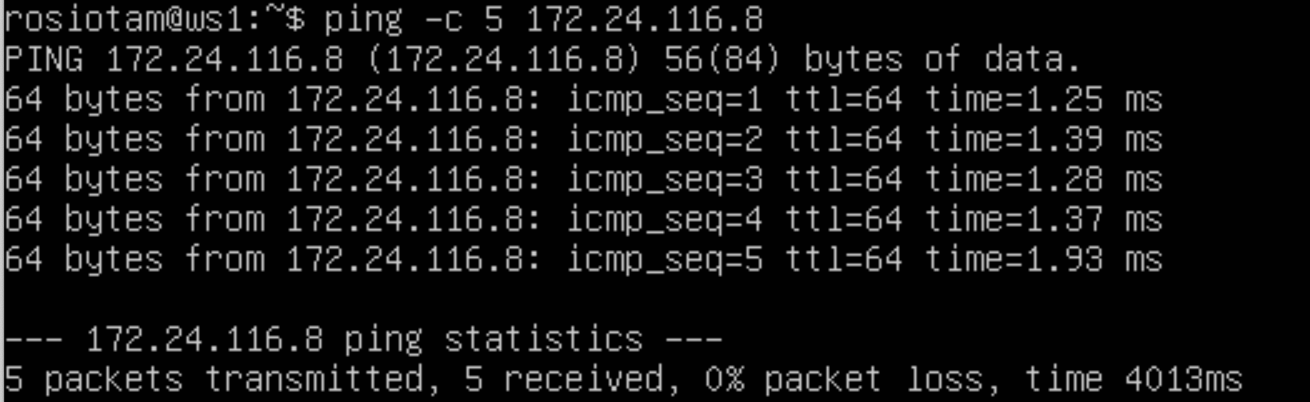 rosiotam@ws1:~$ ping -c 5 172.24.116.8
PING 172.24.116.8 (172.24.116.8) 56(84) bytes of data.
64 bytes from 172.24.116.8: icmp_seq=1 ttl=64 time=1.25 ms
64 bytes from 172.24.116.8: icmp_seq=2 ttl=64 time=1.39 ms
64 bytes from 172.24.116.8: icmp_seq=3 ttl=64 time=1.28 ms
64 bytes from 172.24.116.8: icmp_seq=4 ttl=64 time=1.37 ms
64 bytes from 172.24.116.8: icmp_seq=5 ttl=64 time=1.93 ms
--- 172.24.116.8 ping statistics ---
5 packets transmitted, 5 received, 0% packet loss, time 4013ms